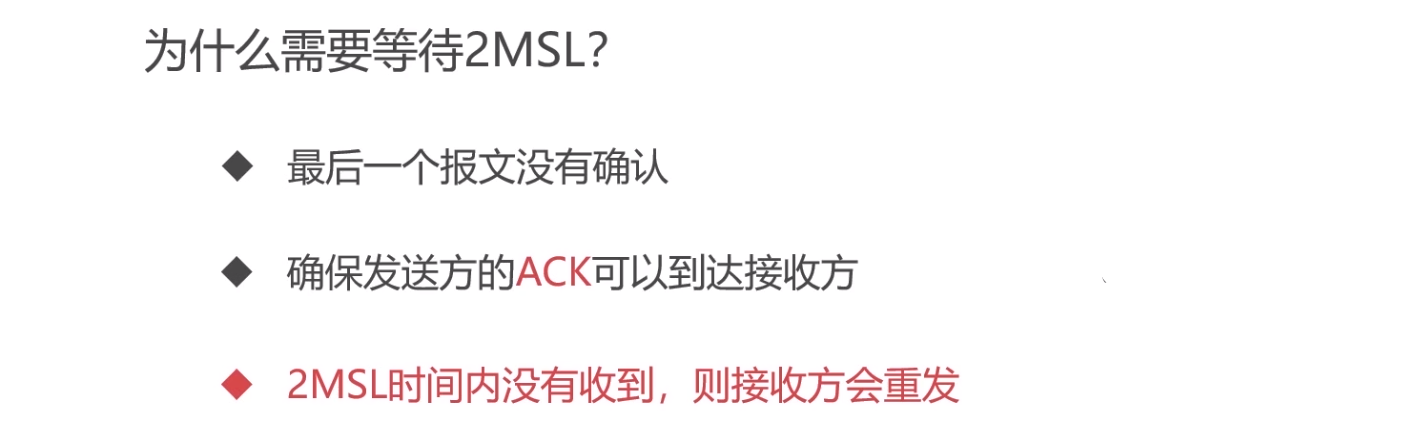 为什么需要等待2MSL？
◆ 最后一个报文没有确认
◆ 确保发送方的ACK可以到达接收方
◆ 2MSL时间内没有收到，则接收方会重发